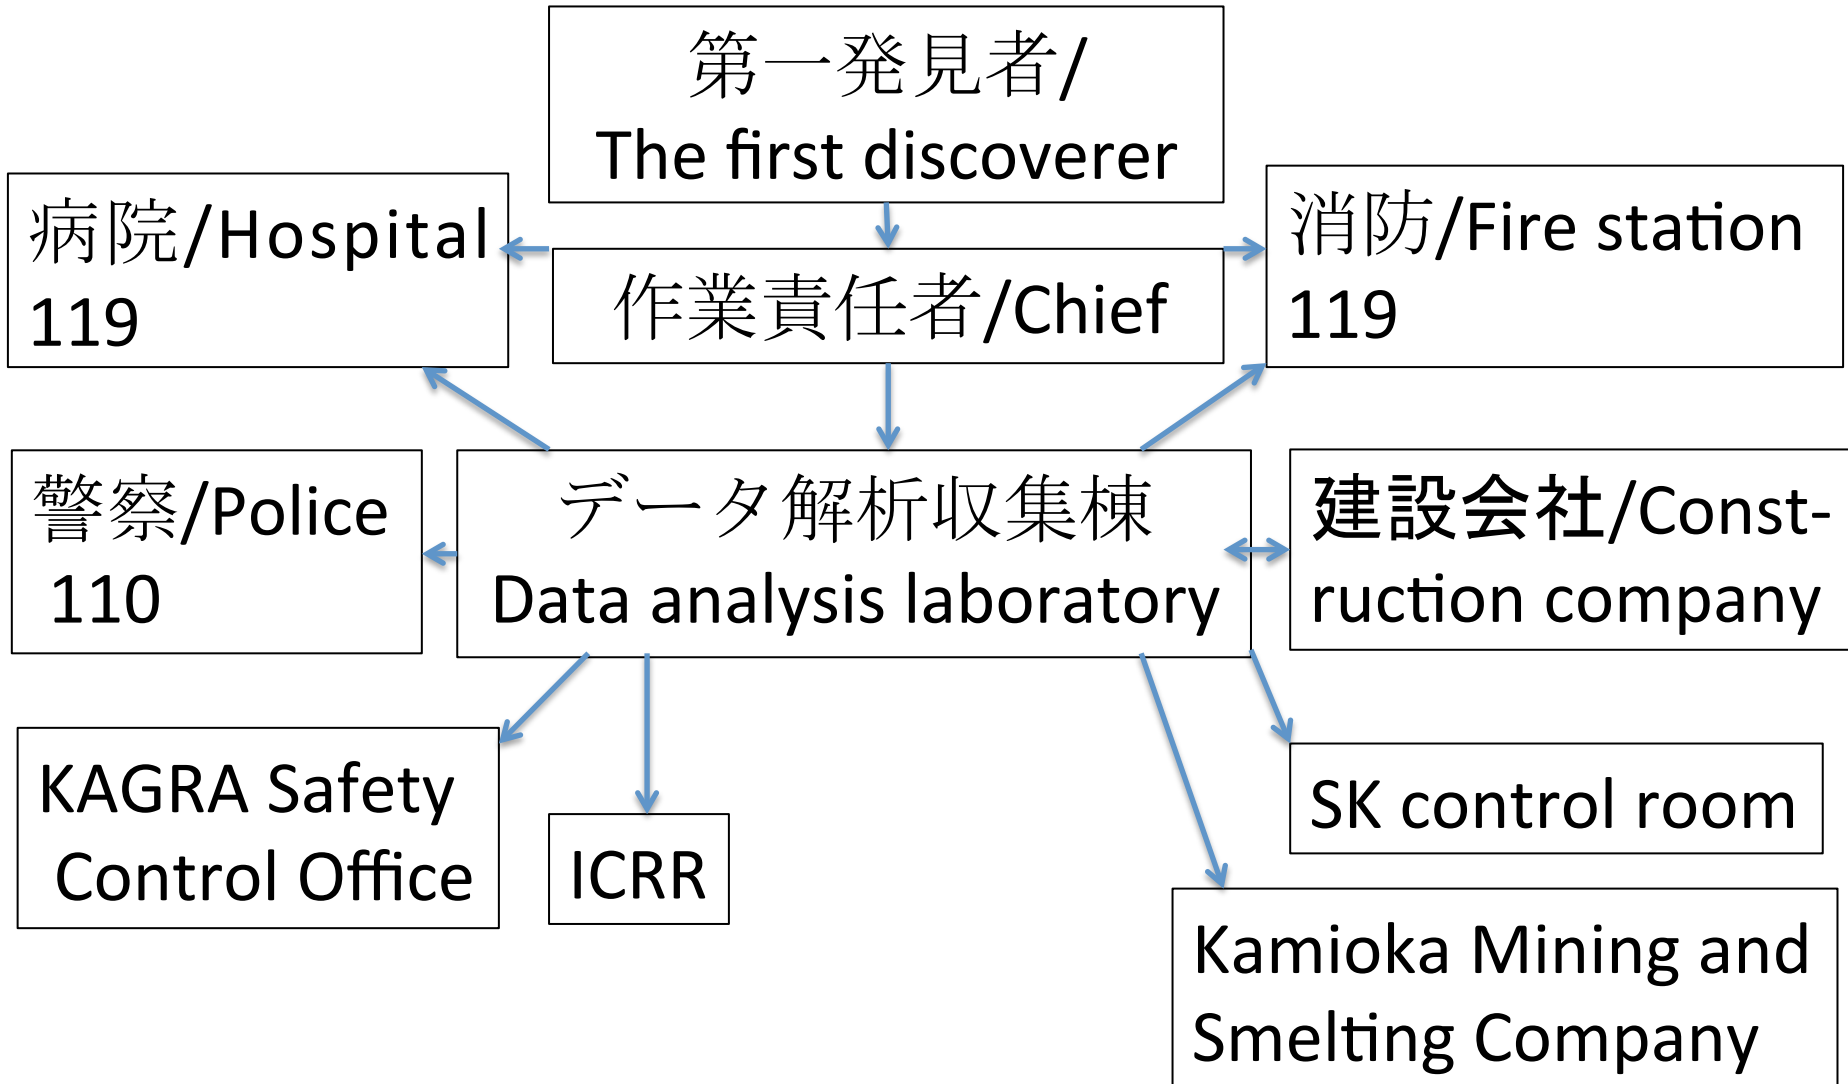 第一発見者/
The first discoverer
病院/Hospital
119
作業責任者/Chief
消防/Fire station
119
警察/Police
110
データ解析収集棟
Data analysis laboratory
建設会社/Const-
ruction company
KAGRA Safety
Control Office
ICRR
SK control room
Kamioka Mining and
Smelting Company